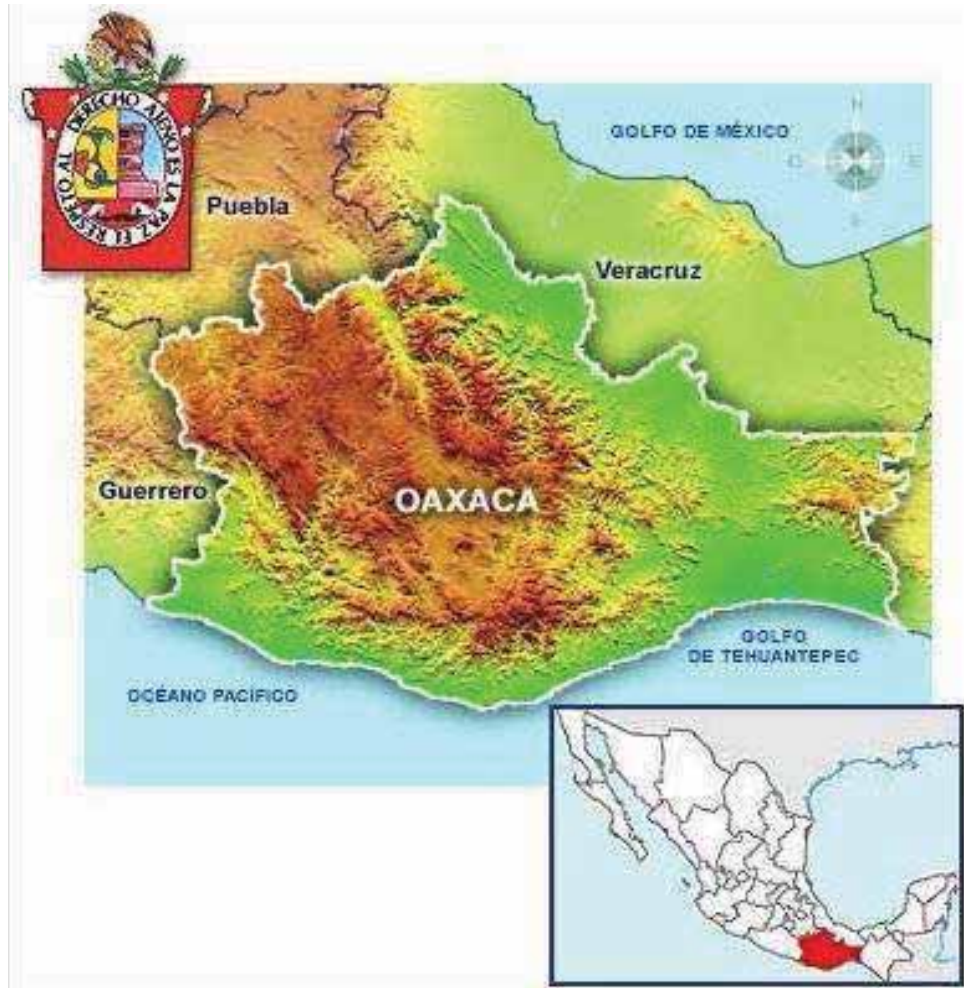 EL RESPETO AL DERECHO AJENO ES LA PAZ
GOLFO DE MÉXICO
N
O E
S
Puebla
Veracruz
Guerrero
OAXACA
GOLFO
DE TEHUANTEPEC
OCÉANO PACÍFICO